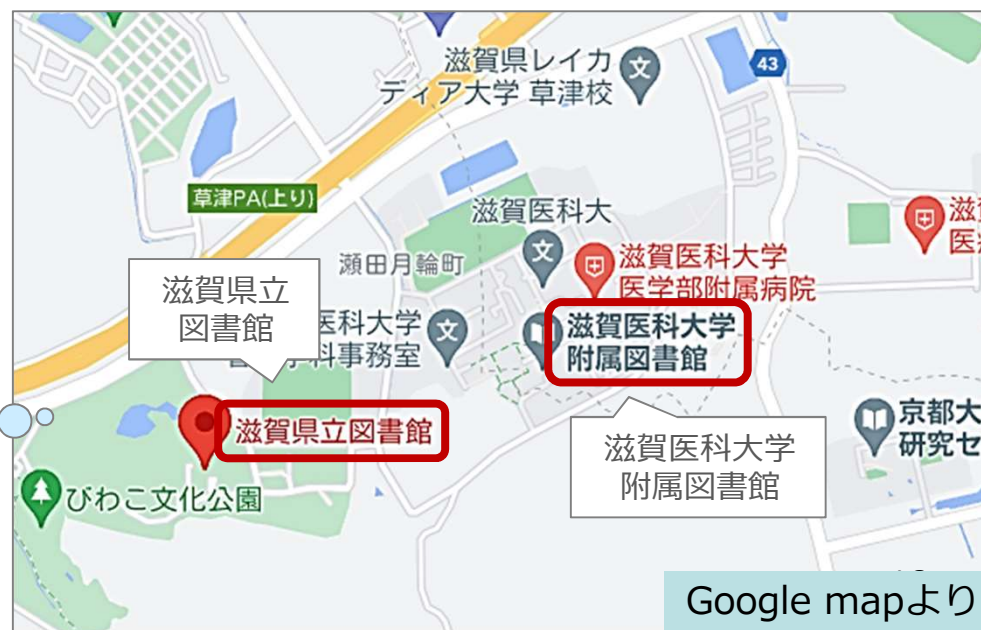 滋賀県レイカ
ディア大学 草津校
43
草津PA(上り)
滋賀医科大
瀬田月輪町
滋賀県立
図書館
滋賀医科大学
医学部附属病院
医科大学
科事務室
滋賀医科大学
附属図書館
滋賀県立図書館
滋賀医科大学
附属図書館
京都大
研究セ
びわこ文化公園
Google mapより